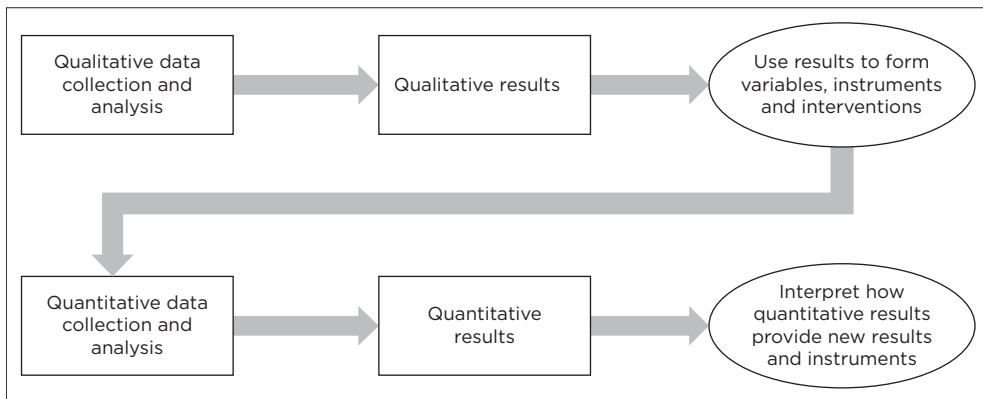 Qualitative data
collection and
analysis
Qualitative results
Use results to form
variables, instruments
and interventions
Quantitative data
collection and
analysis
Quantitative
results
Interpret how
quantitative results
provide new results
and instruments